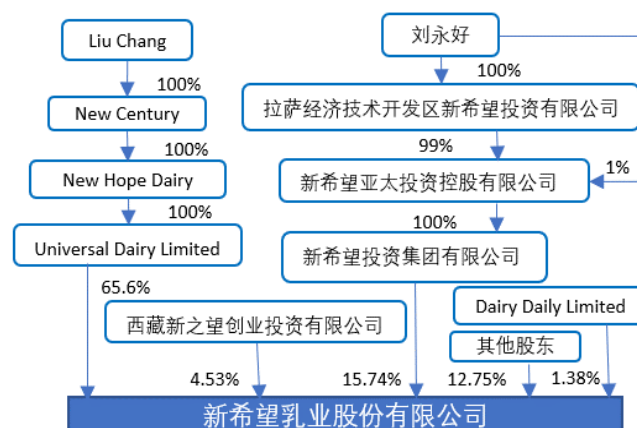 Liu Chang
刘永好
100%
100%
New Century
拉萨经济技术开发区新希望投资有限公司
100%
99%
1%
New Hope Dairy
新希望亚太投资控股有限公司
100%
100%
Universal Dairy Limited
新希望投资集团有限公司
65.6%
西藏新之望创业投资有限公司
Dairy Daily Limited
其他股东
4.53%
15.74%
12.75%
1.38%
新希望乳业股份有限公司